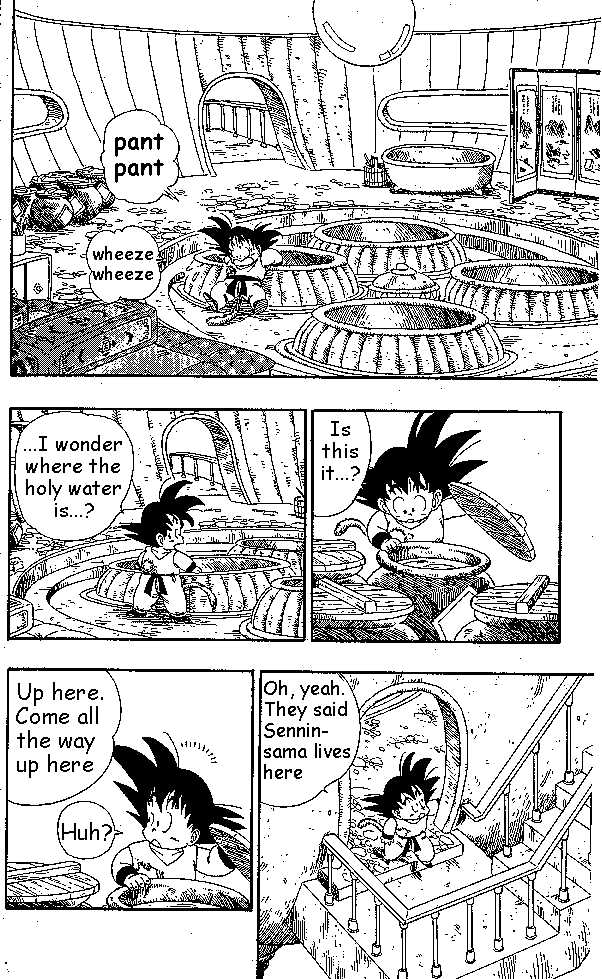 pant
pant
wheeze
wheeze
...I wonder
where the
holy water
is...?
Is
this
it...?
Up here.
Come all
the way
up here
Huh?
Oh, yeah.
They said
Sennin-
sama lives
here